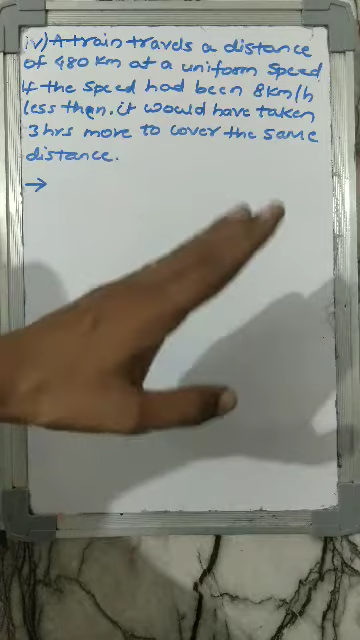 iv) A train travels a distance
of 480 km at a uniform speed
If the speed had been 8km/h
less then. it would have taken
3 hrs more to cover the same
distance.
→